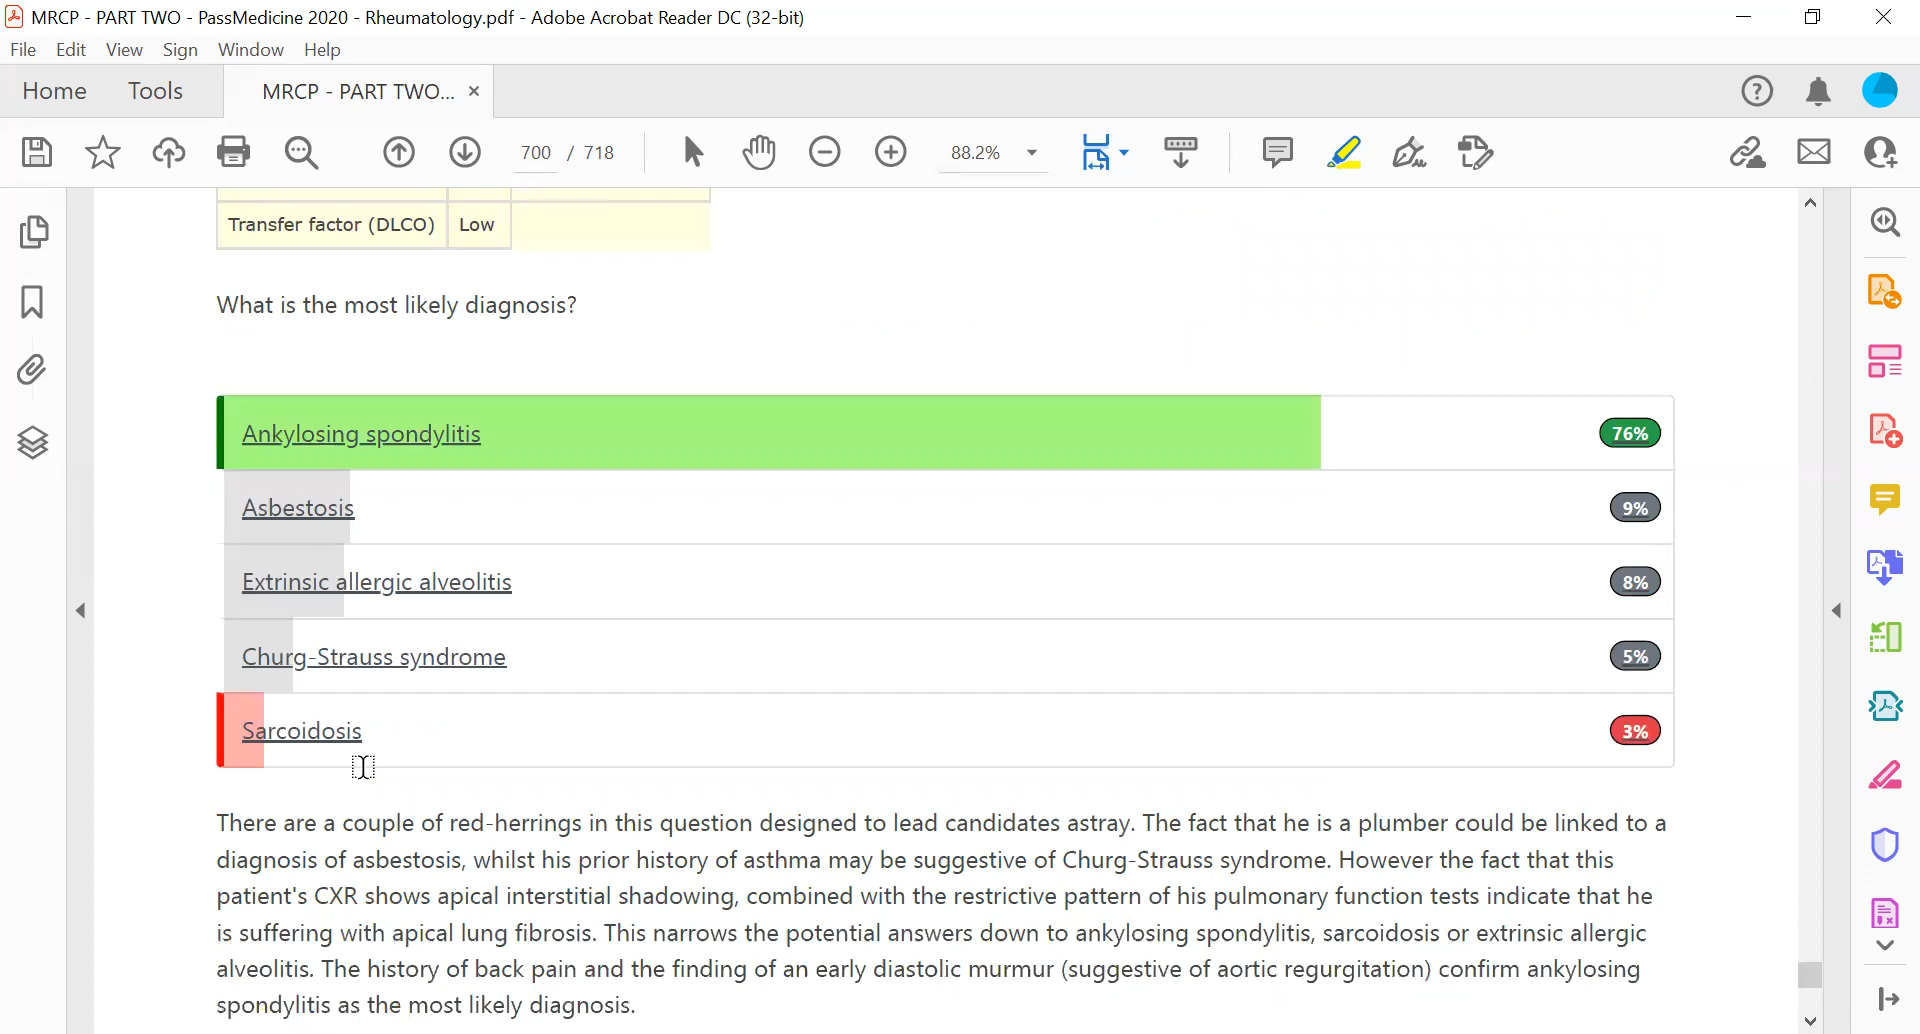 MRCP - PART TWO - PassMedicine 2020 - Rheumatology.pdf - Adobe Acrobat Reader DC (32-bit)
File Edit View Sign Window Help
Home Tools MRCP - PART TWO... ×
700 / 718 88.2%
Transfer factor (DLCO) Low
What is the most likely diagnosis?
Ankylosing spondylitis 76%
Asbestosis 9%
Extrinsic allergic alveolitis 8%
Churg-Strauss syndrome 5%
Sarcoidosis 3%
There are a couple of red-herrings in this question designed to lead candidates astray. The fact that he is a plumber could be linked to a
diagnosis of asbestosis, whilst his prior history of asthma may be suggestive of Churg-Strauss syndrome. However the fact that this
patient's CXR shows apical interstitial shadowing, combined with the restrictive pattern of his pulmonary function tests indicate that he
is suffering with apical lung fibrosis. This narrows the potential answers down to ankylosing spondylitis, sarcoidosis or extrinsic allergic
alveolitis. The history of back pain and the finding of an early diastolic murmur (suggestive of aortic regurgitation) confirm ankylosing
spondylitis as the most likely diagnosis.